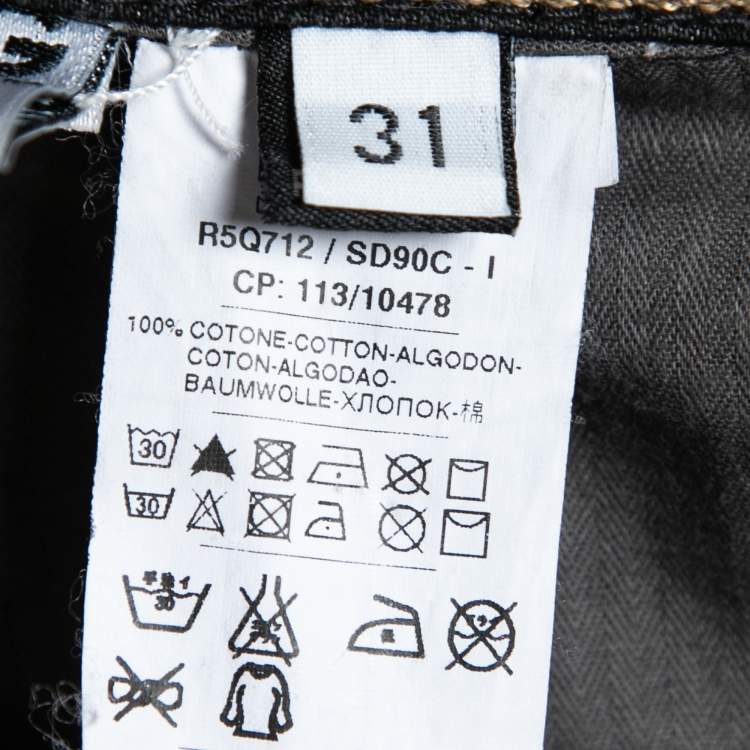 31
R5Q712 / SD90C - I
CP: 113/10478
100% COTONE-COTTON-ALGODON-
COTON-ALGODAO-
BAUMWOLLE-ХЛОПОК-棉
30
30
30